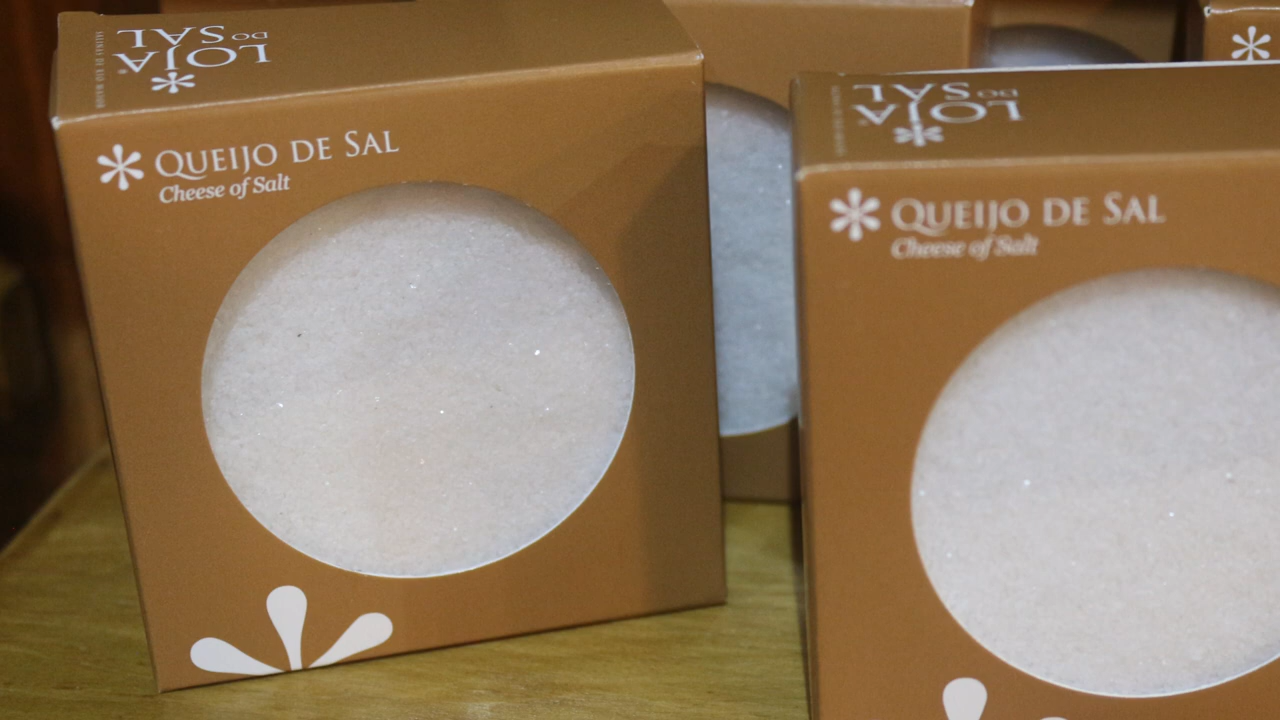 LOJA
DO SAL
QUEIJO DE SAL
Cheese of Salt
LOJA
DO SAL
QUEIJO DE SAL
Cheese of Salt